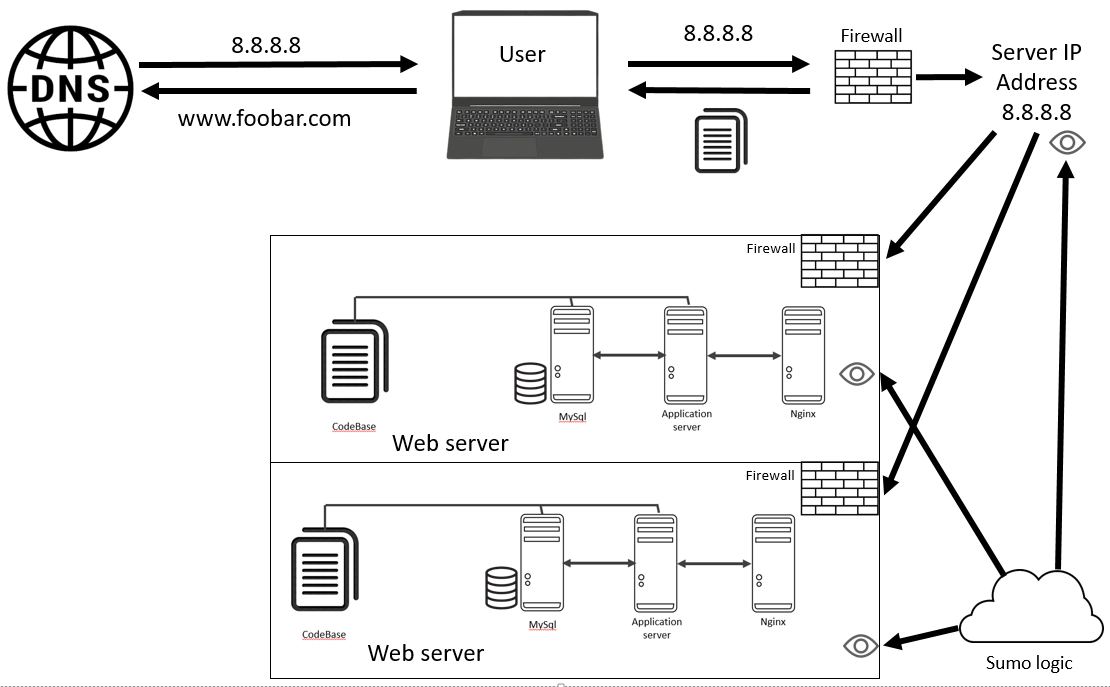 DNS
8.8.8.8
www.foobar.com
User
8.8.8.8
Firewall
Server IP
Address
8.8.8.8
Firewall
CodeBase
MySql
Application
server
Nginx
Web server
Firewall
CodeBase
MySql
Application
server
Nginx
Web server
Sumo logic